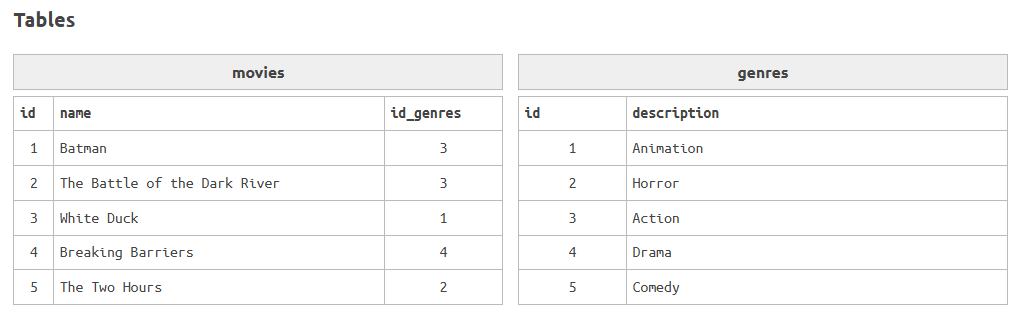 Tables
movies
id name id_genres
1 Batman 3
2 The Battle of the Dark River 3
3 White Duck 1
4 Breaking Barriers 4
5 The Two Hours 2
genres
id description
1 Animation
2 Horror
3 Action
4 Drama
5 Comedy